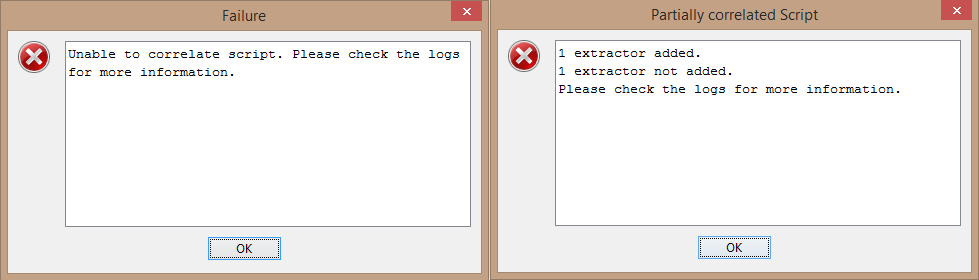 Failure
Unable to correlate script. Please check the logs
for more information.
OK
Partially correlated Script
1 extractor added.
1 extractor not added.
Please check the logs for more information.
OK